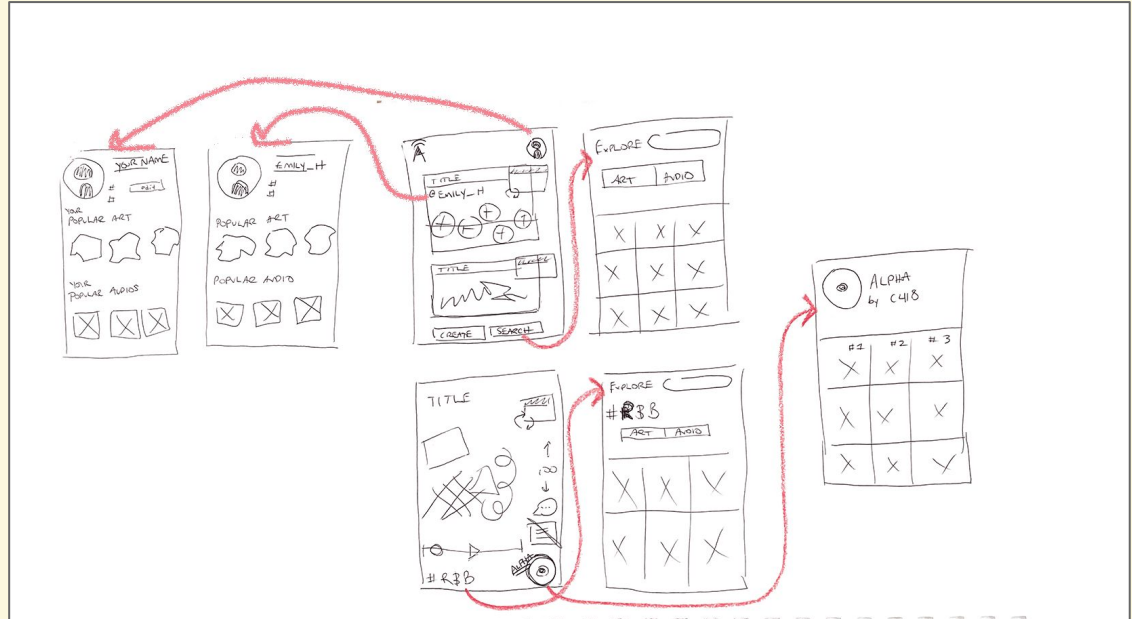 YOUR NAME
#
#
Edit
YOUR
POPULAR ART
YOUR
POPULAR AUDIOS
EMILY_H
#
#
POPULAR ART
POPULAR AUDIO
A
TITLE
@EMILY_H
TITLE
CREATE
SEARCH
EXPLORE
ART
AUDIO
TITLE
100
#R$B
ALPHA
EXPLORE
#R$B
ART
AUDIO
ALPHA
by C418
#1 #2 #3